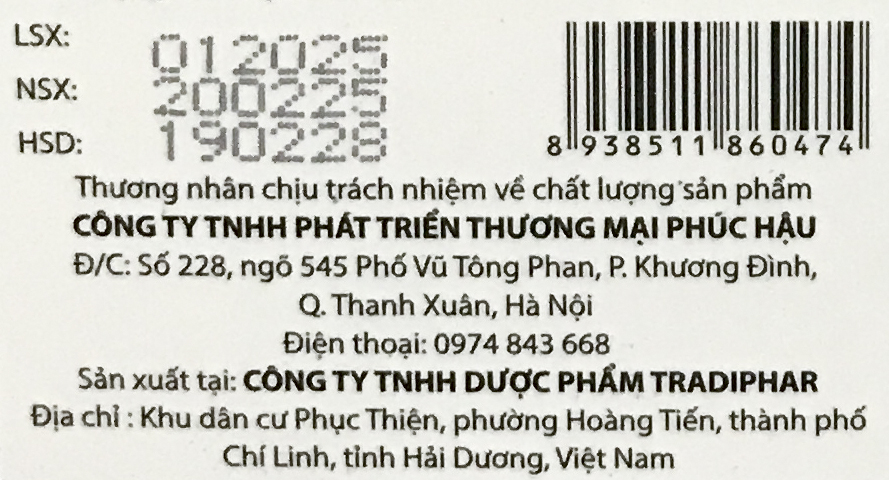 LSX: 012025
NSX: 200225
HSD: 190228
8 938511 860474
Thương nhân chịu trách nhiệm về chất lượng sản phẩm
CÔNG TY TNHH PHÁT TRIỂN THƯƠNG MẠI PHÚC HẬU
Đ/C: Số 228, ngõ 545 Phố Vũ Tông Phan, P. Khương Đình,
Q. Thanh Xuân, Hà Nội
Điện thoại: 0974 843 668
Sản xuất tại: CÔNG TY TNHH DƯỢC PHẨM TRADIPHAR
Địa chỉ : Khu dân cư Phục Thiện, phường Hoàng Tiến, thành phố
Chí Linh, tỉnh Hải Dương, Việt Nam